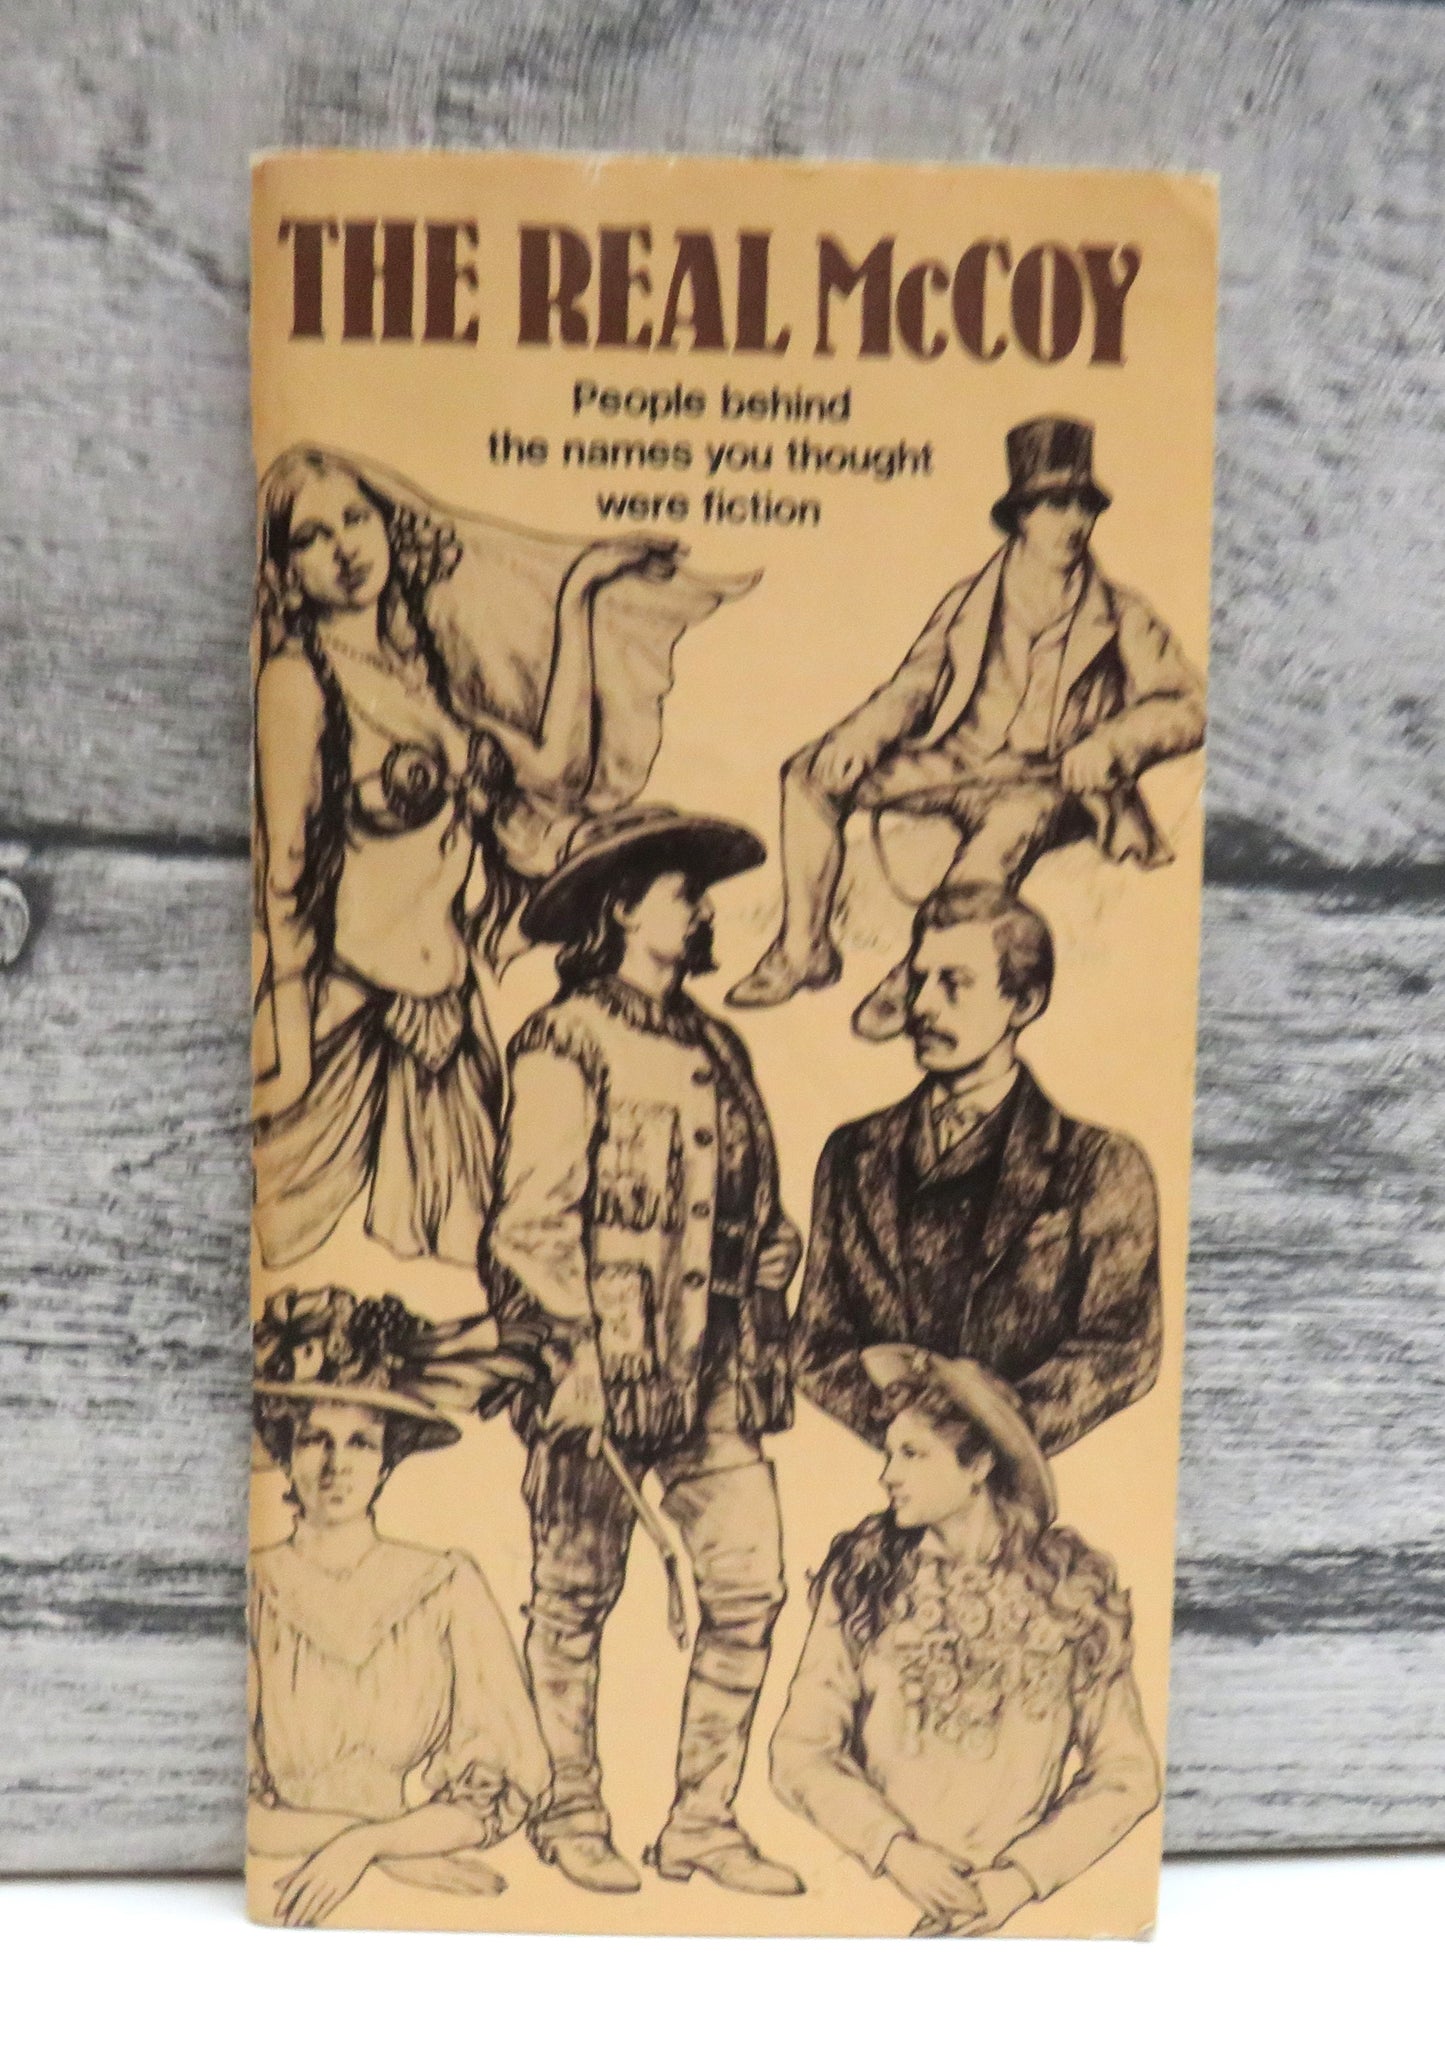 THE REAL McCOY
People behind
the names you thought
were fiction